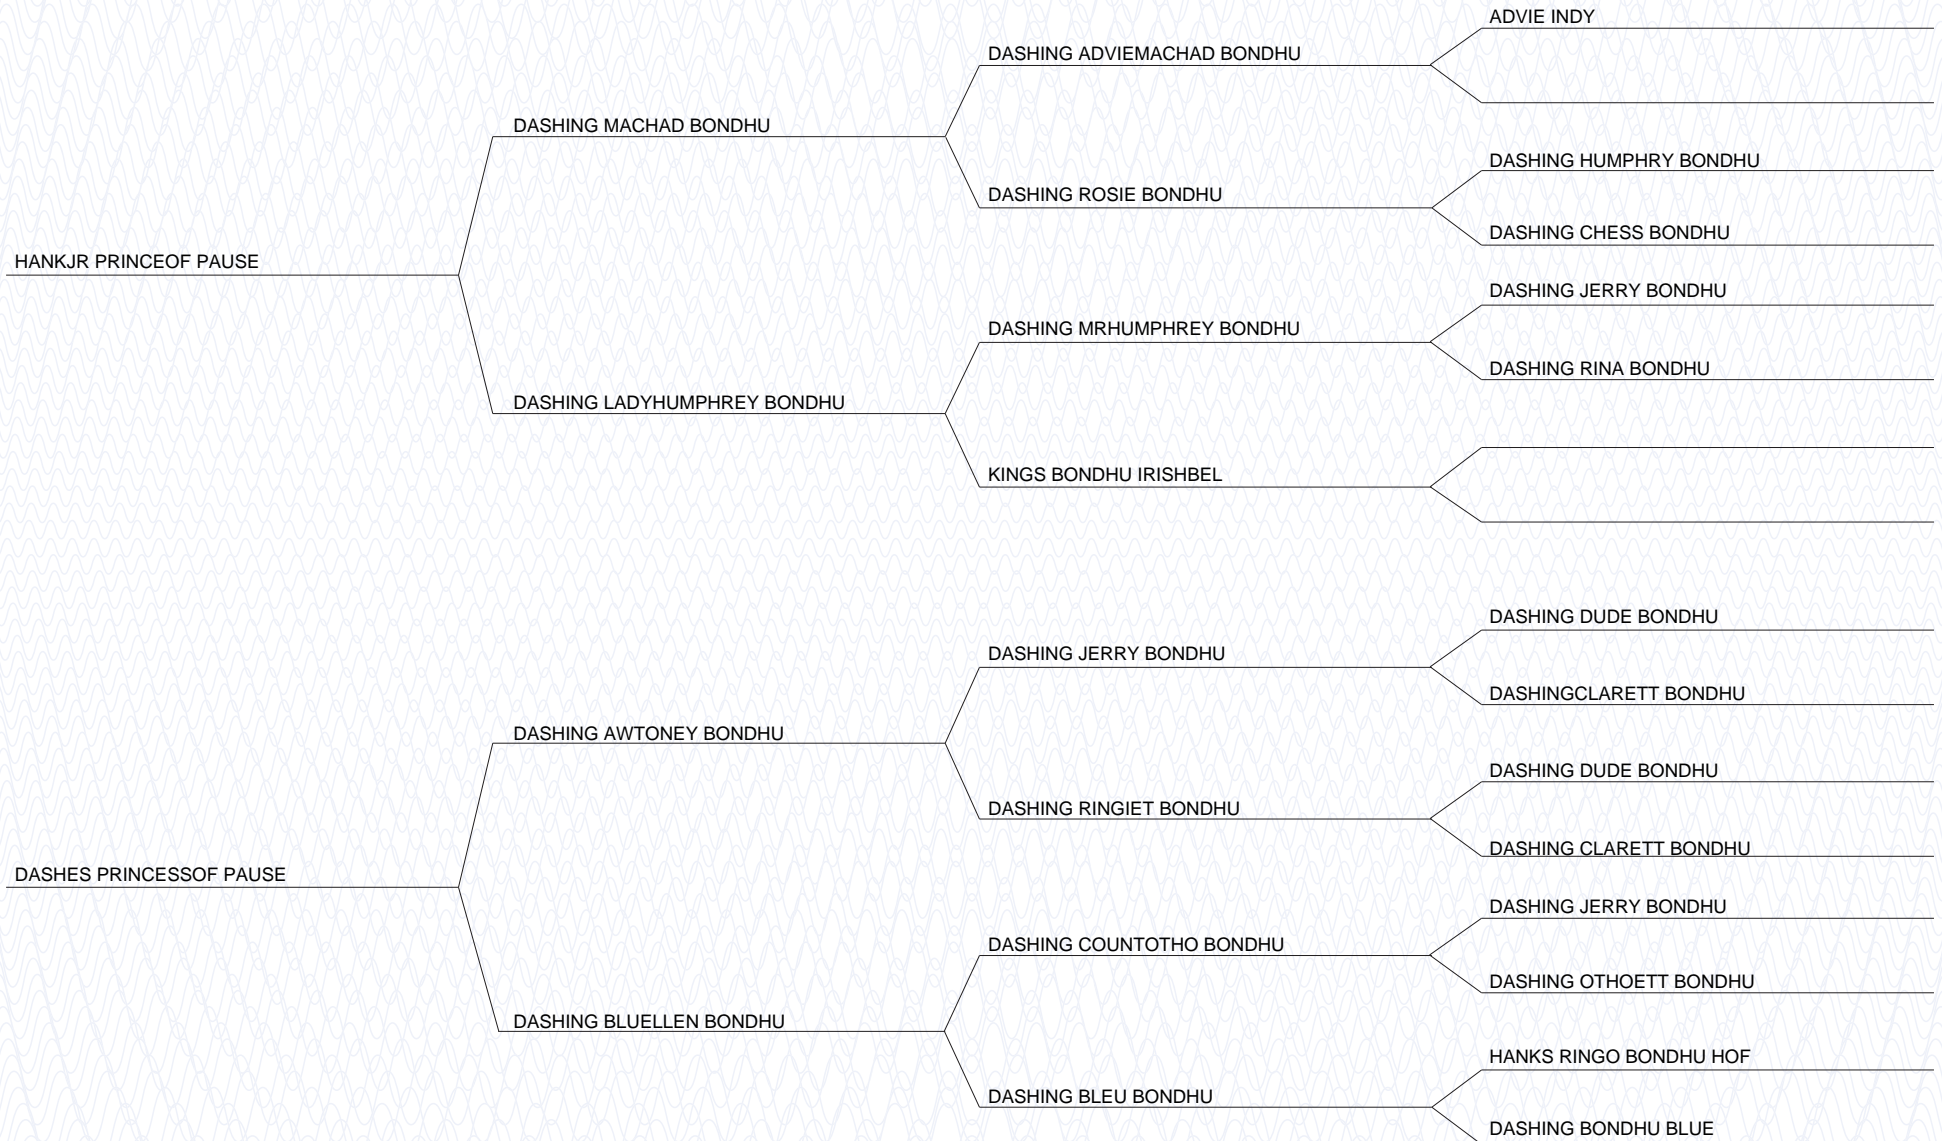 ADVIE INDY
DASHING ADVIEMACHAD BONDHU
DASHING MACHAD BONDHU
DASHING HUMPHRY BONDHU
DASHING ROSIE BONDHU
DASHING CHESS BONDHU
HANKJR PRINCEOF PAUSE
DASHING JERRY BONDHU
DASHING MRHUMPHREY BONDHU
DASHING RINA BONDHU
DASHING LADYHUMPHREY BONDHU
KINGS BONDHU IRISHBEL
DASHING DUDE BONDHU
DASHING JERRY BONDHU
DASHINGCLARETT BONDHU
DASHING AWTONEY BONDHU
DASHING DUDE BONDHU
DASHING RINGIET BONDHU
DASHING CLARETT BONDHU
DASHES PRINCESSOF PAUSE
DASHING JERRY BONDHU
DASHING COUNTOTHO BONDHU
DASHING OTHOETT BONDHU
DASHING BLUELLEN BONDHU
HANKS RINGO BONDHU HOF
DASHING BLEU BONDHU
DASHING BONDHU BLUE